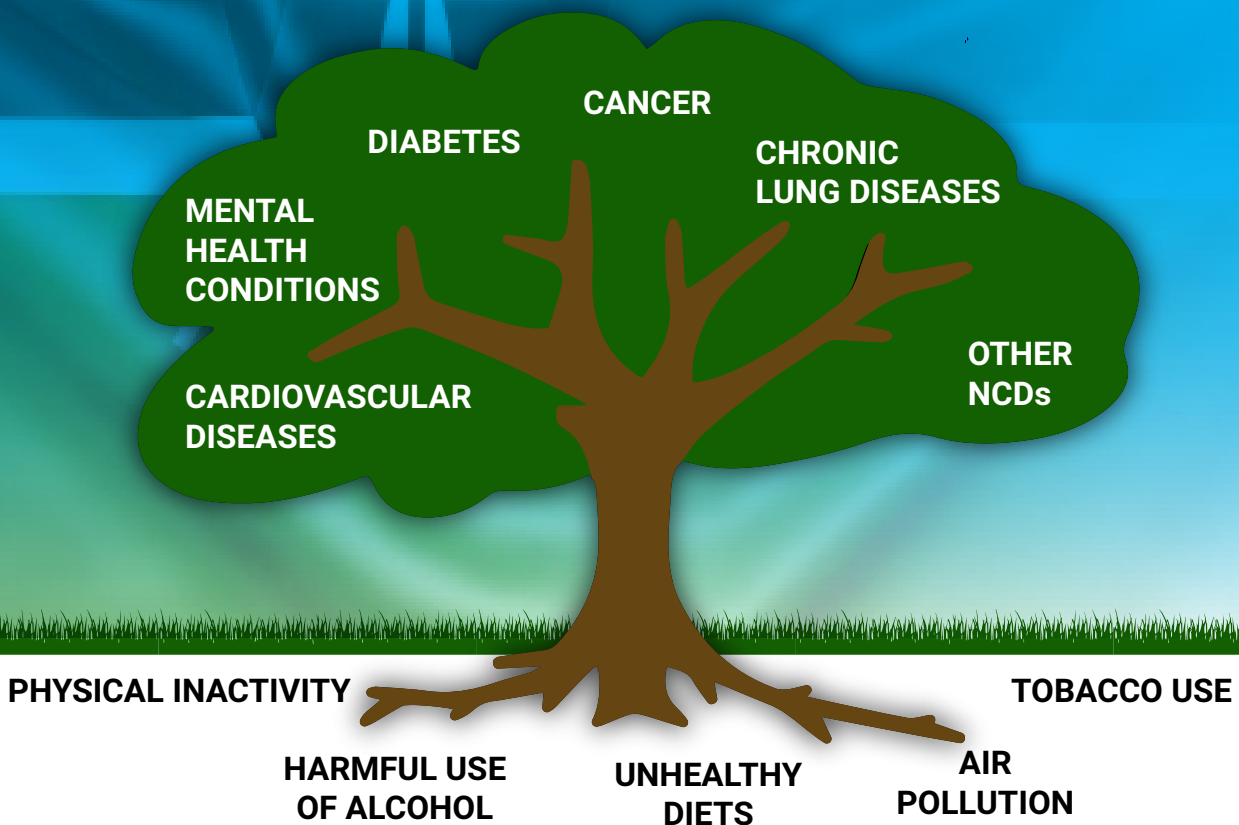 CANCER
DIABETES
CHRONIC
LUNG DISEASES
MENTAL
HEALTH
CONDITIONS
OTHER
NCDs
CARDIOVASCULAR
DISEASES
PHYSICAL INACTIVITY
TOBACCO USE
HARMFUL USE
OF ALCOHOL
UNHEALTHY
DIETS
AIR
POLLUTION